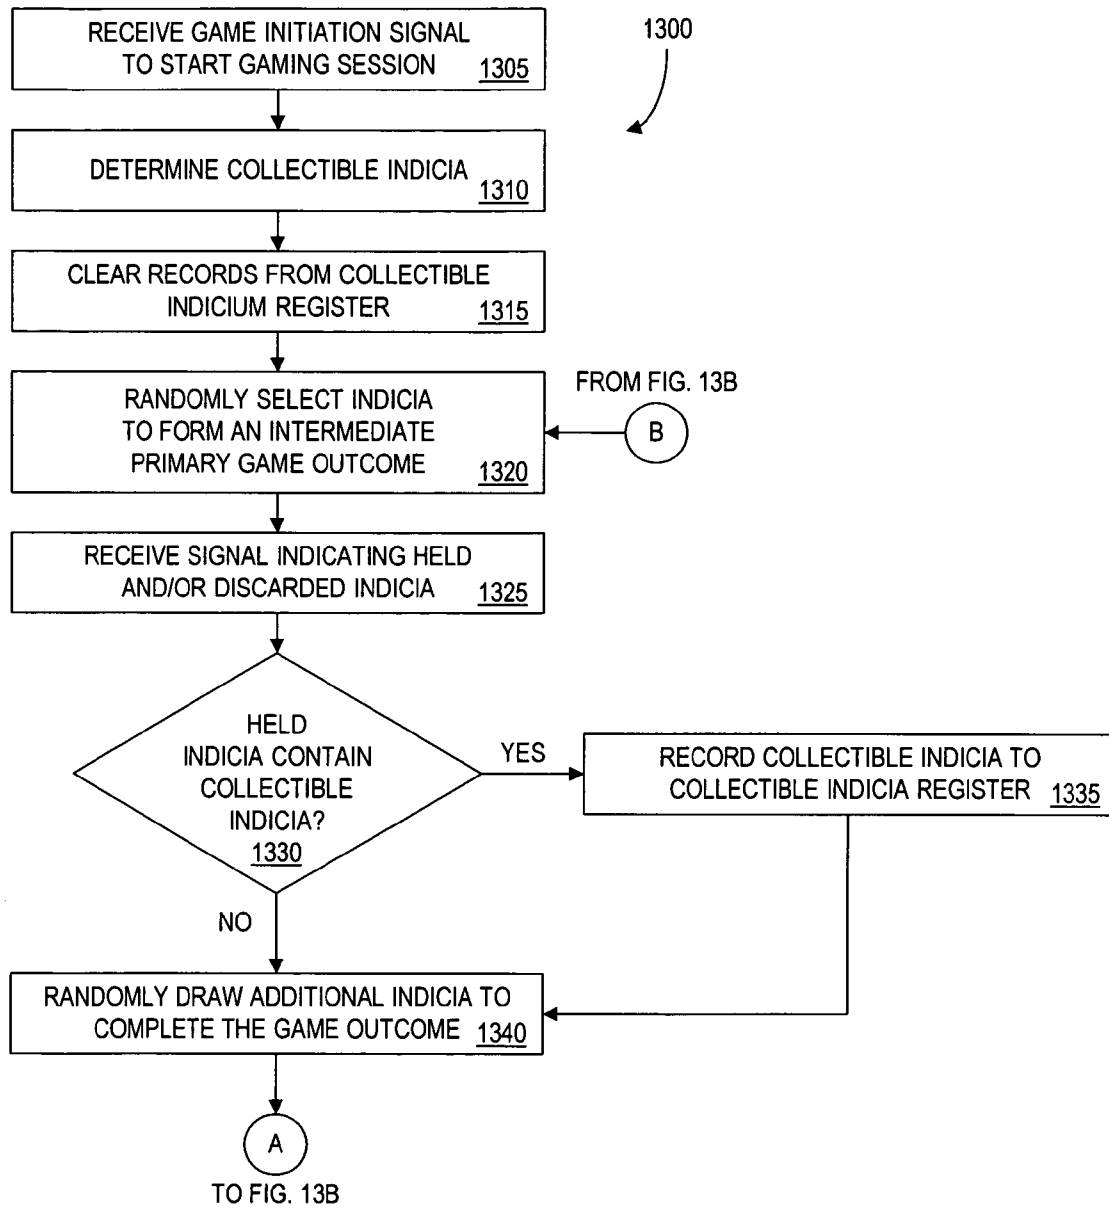 RECEIVE GAME INITIATION SIGNAL
TO START GAMING SESSION 1305
1300
DETERMINE COLLECTIBLE INDICIA 1310
CLEAR RECORDS FROM COLLECTIBLE
INDICIUM REGISTER 1315
FROM FIG. 13B
B
RANDOMLY SELECT INDICIA
TO FORM AN INTERMEDIATE
PRIMARY GAME OUTCOME 1320
RECEIVE SIGNAL INDICATING HELD
AND/OR DISCARDED INDICIA 1325
HELD
INDICIA CONTAIN
COLLECTIBLE
INDICIA?
1330
YES
RECORD COLLECTIBLE INDICIA TO
COLLECTIBLE INDICIA REGISTER 1335
NO
RANDOMLY DRAW ADDITIONAL INDICIA TO
COMPLETE THE GAME OUTCOME 1340
A
TO FIG. 13B